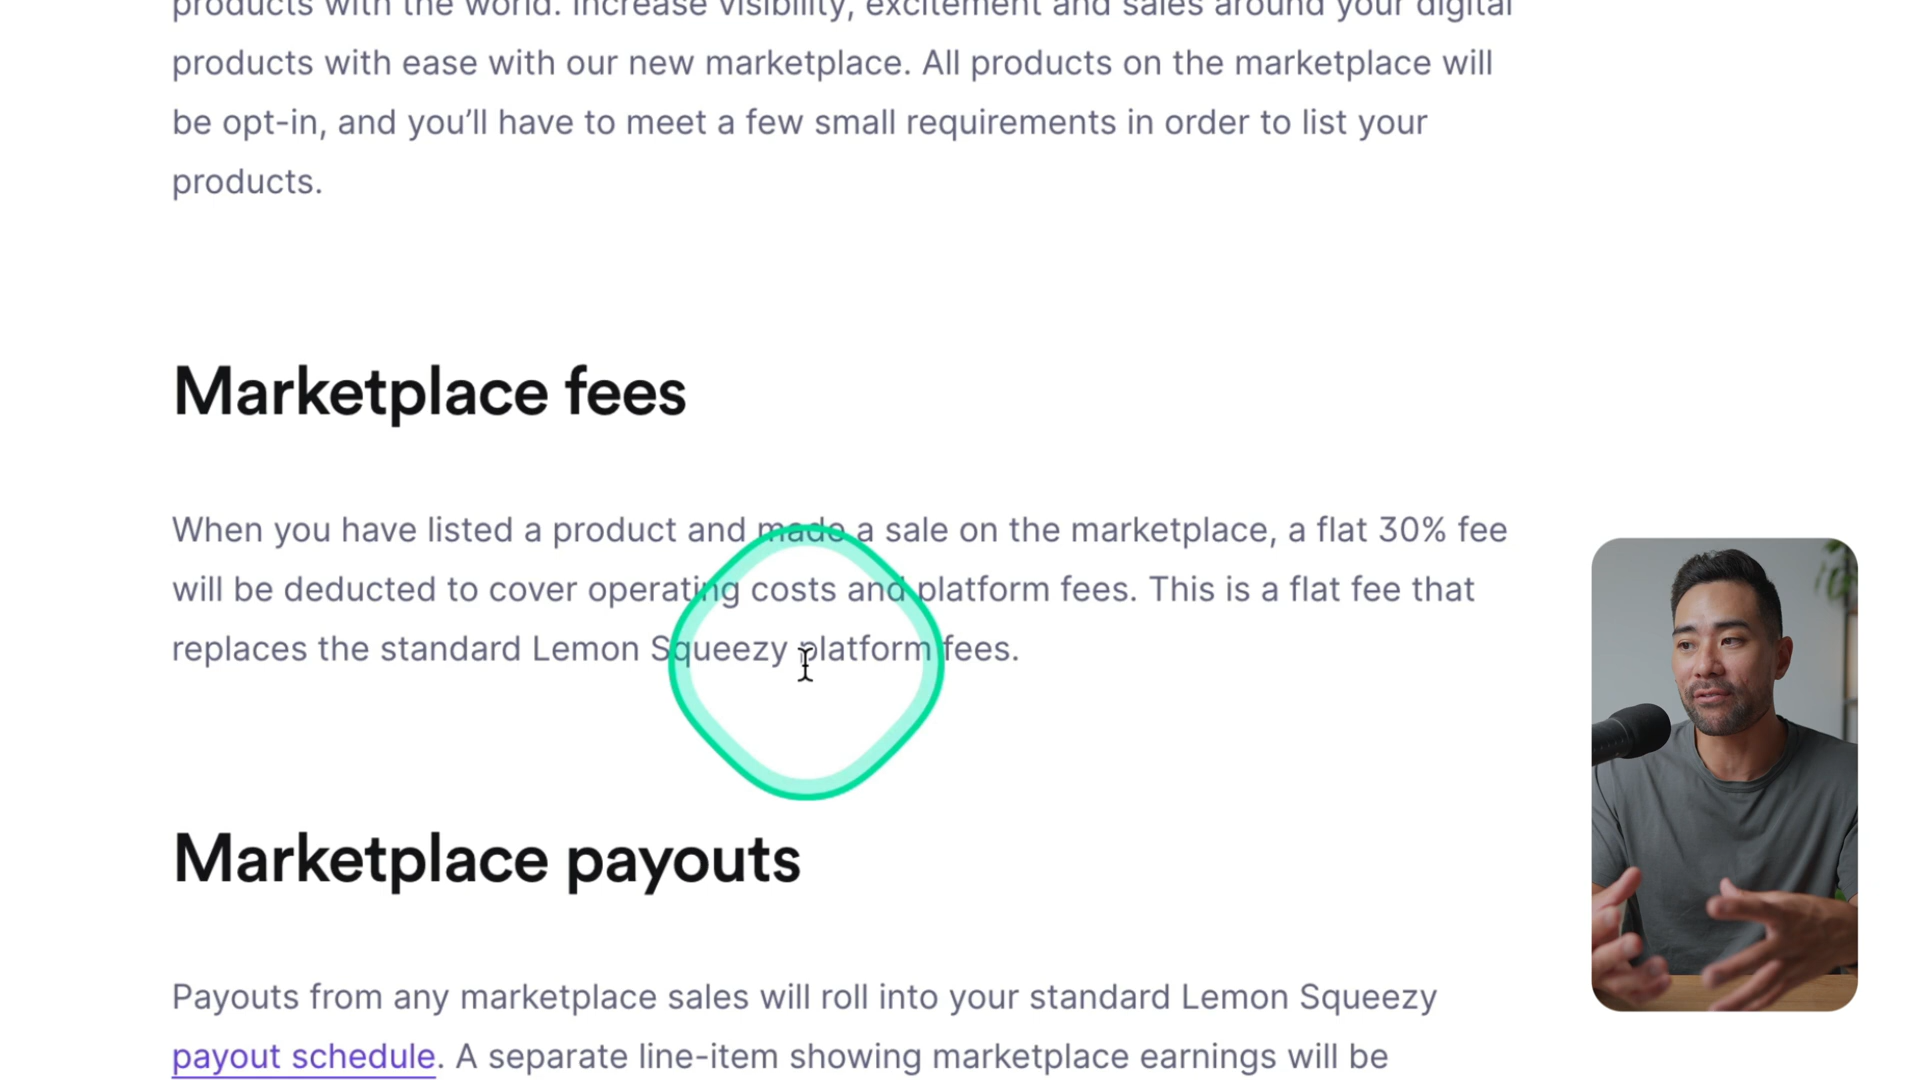 products with the world. Increase visibility, excitement and sales around your digital
products with ease with our new marketplace. All products on the marketplace will
be opt-in, and you’ll have to meet a few small requirements in order to list your
products.
Marketplace fees
When you have listed a product and made a sale on the marketplace, a flat 30% fee
will be deducted to cover operating costs and platform fees. This is a flat fee that
replaces the standard Lemon Squeezy platform fees.
Marketplace payouts
Payouts from any marketplace sales will roll into your standard Lemon Squeezy
payout schedule. A separate line-item showing marketplace earnings will be